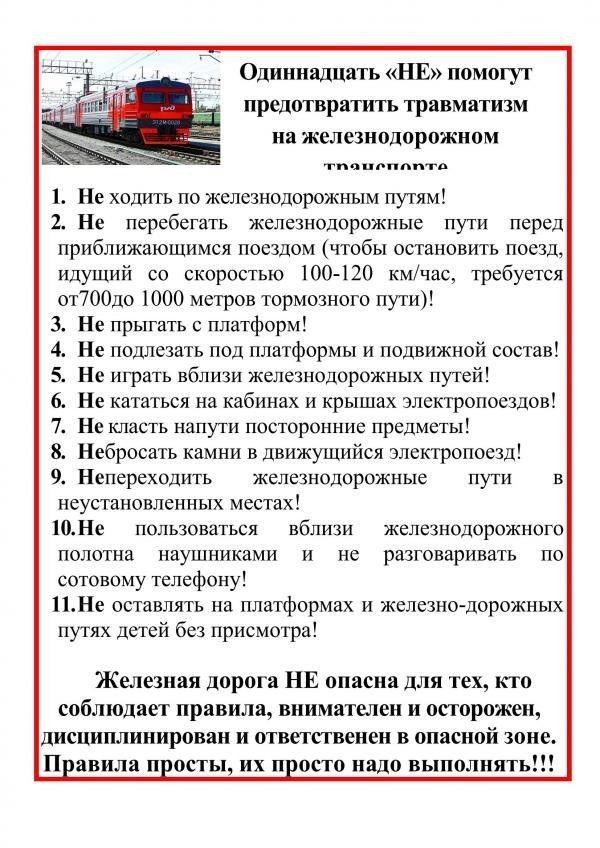 Одиннадцать «НЕ» помогут
предотвратить травматизм
на железнодорожном
транспорте
1. Не ходить по железнодорожным путям!
2. Не перебегать железнодорожные пути перед
приближающимся поездом (чтобы остановить поезд,
идущий со скоростью 100-120 км/час, требуется
от700до 1000 метров тормозного пути)!
3. Не прыгать с платформ!
4. Не подлезать под платформы и подвижной состав!
5. Не играть вблизи железнодорожных путей!
6. Не кататься на кабинах и крышах электропоездов!
7. Не класть напути посторонние предметы!
8. Небросать камни в движущийся электропоезд!
9. Непереходить железнодорожные пути в
неустановленных местах!
10.Не пользоваться вблизи железнодорожного
полотна наушниками и не разговаривать по
сотовому телефону!
11.Не оставлять на платформах и железно-дорожных
путях детей без присмотра!
Железная дорога НЕ опасна для тех, кто
соблюдает правила, внимателен и осторожен,
дисциплинирован и ответственен в опасной зоне.
Правила просты, их просто надо выполнять!!!